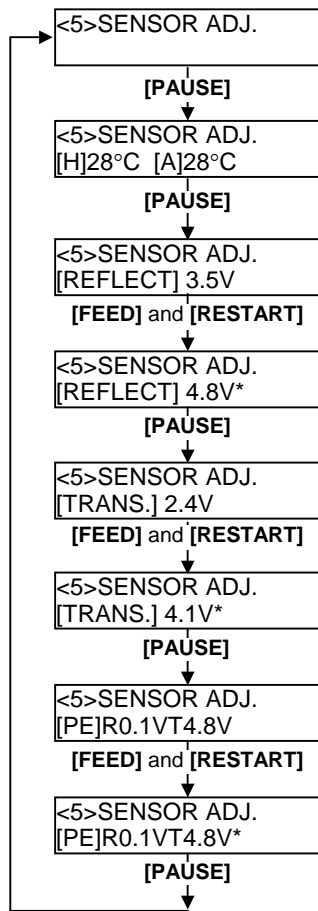 <5>SENSOR ADJ.
[PAUSE]
<5>SENSOR ADJ.
[H]28°C [A]28°C
[PAUSE]
<5>SENSOR ADJ.
[REFLECT] 3.5V
[FEED] and [RESTART]
<5>SENSOR ADJ.
[REFLECT] 4.8V*
[PAUSE]
<5>SENSOR ADJ.
[TRANS.] 2.4V
[FEED] and [RESTART]
<5>SENSOR ADJ.
[TRANS.] 4.1V*
[PAUSE]
<5>SENSOR ADJ.
[PE]R0.1VT4.8V
[FEED] and [RESTART]
<5>SENSOR ADJ.
[PE]R0.1VT4.8V*
[PAUSE]